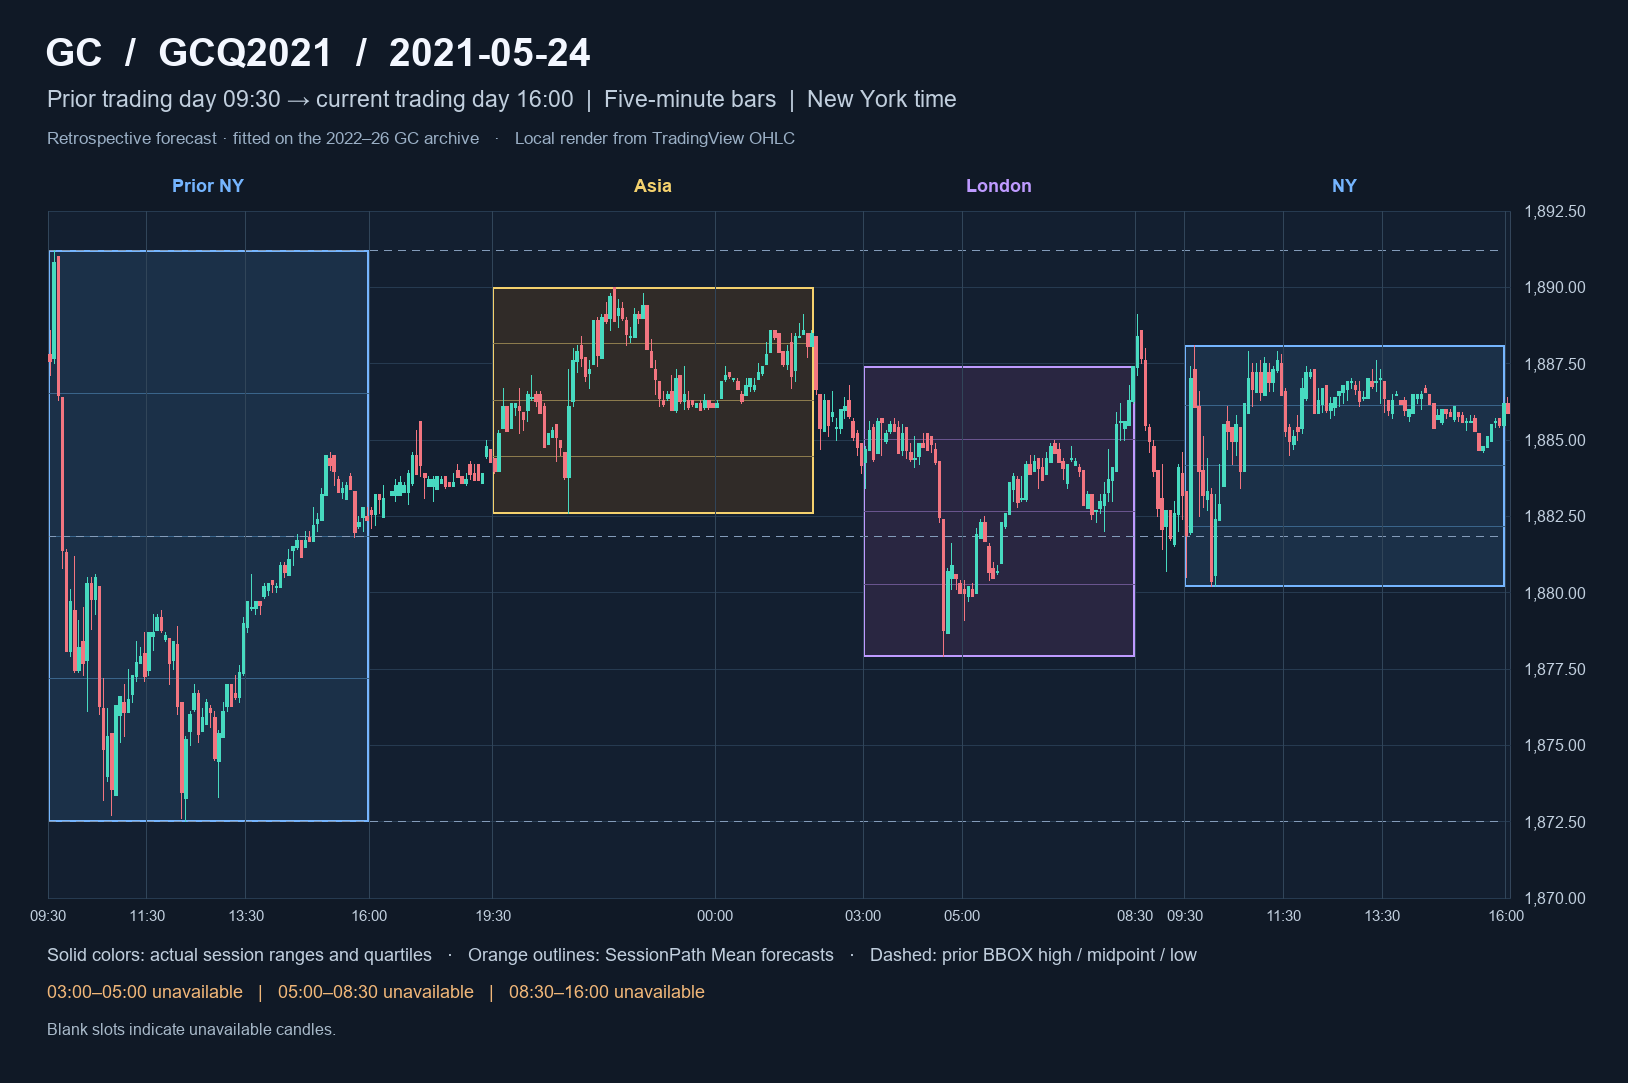 GC / GCQ2021 / 2021-05-24
Prior trading day 09:30 → current trading day 16:00 | Five-minute bars | New York time
Retrospective forecast · fitted on the 2022–26 GC archive · Local render from TradingView OHLC
Prior NY Asia London NY
1,892.50
1,890.00
1,887.50
1,885.00
1,882.50
1,880.00
1,877.50
1,875.00
1,872.50
1,870.00
09:30 11:30 13:30 16:00 19:30 00:00 03:00 05:00 08:30 09:30 11:30 13:30 16:00
Solid colors: actual session ranges and quartiles · Orange outlines: SessionPath Mean forecasts · Dashed: prior BBOX high / midpoint / low
03:00–05:00 unavailable | 05:00–08:30 unavailable | 08:30–16:00 unavailable
Blank slots indicate unavailable candles.